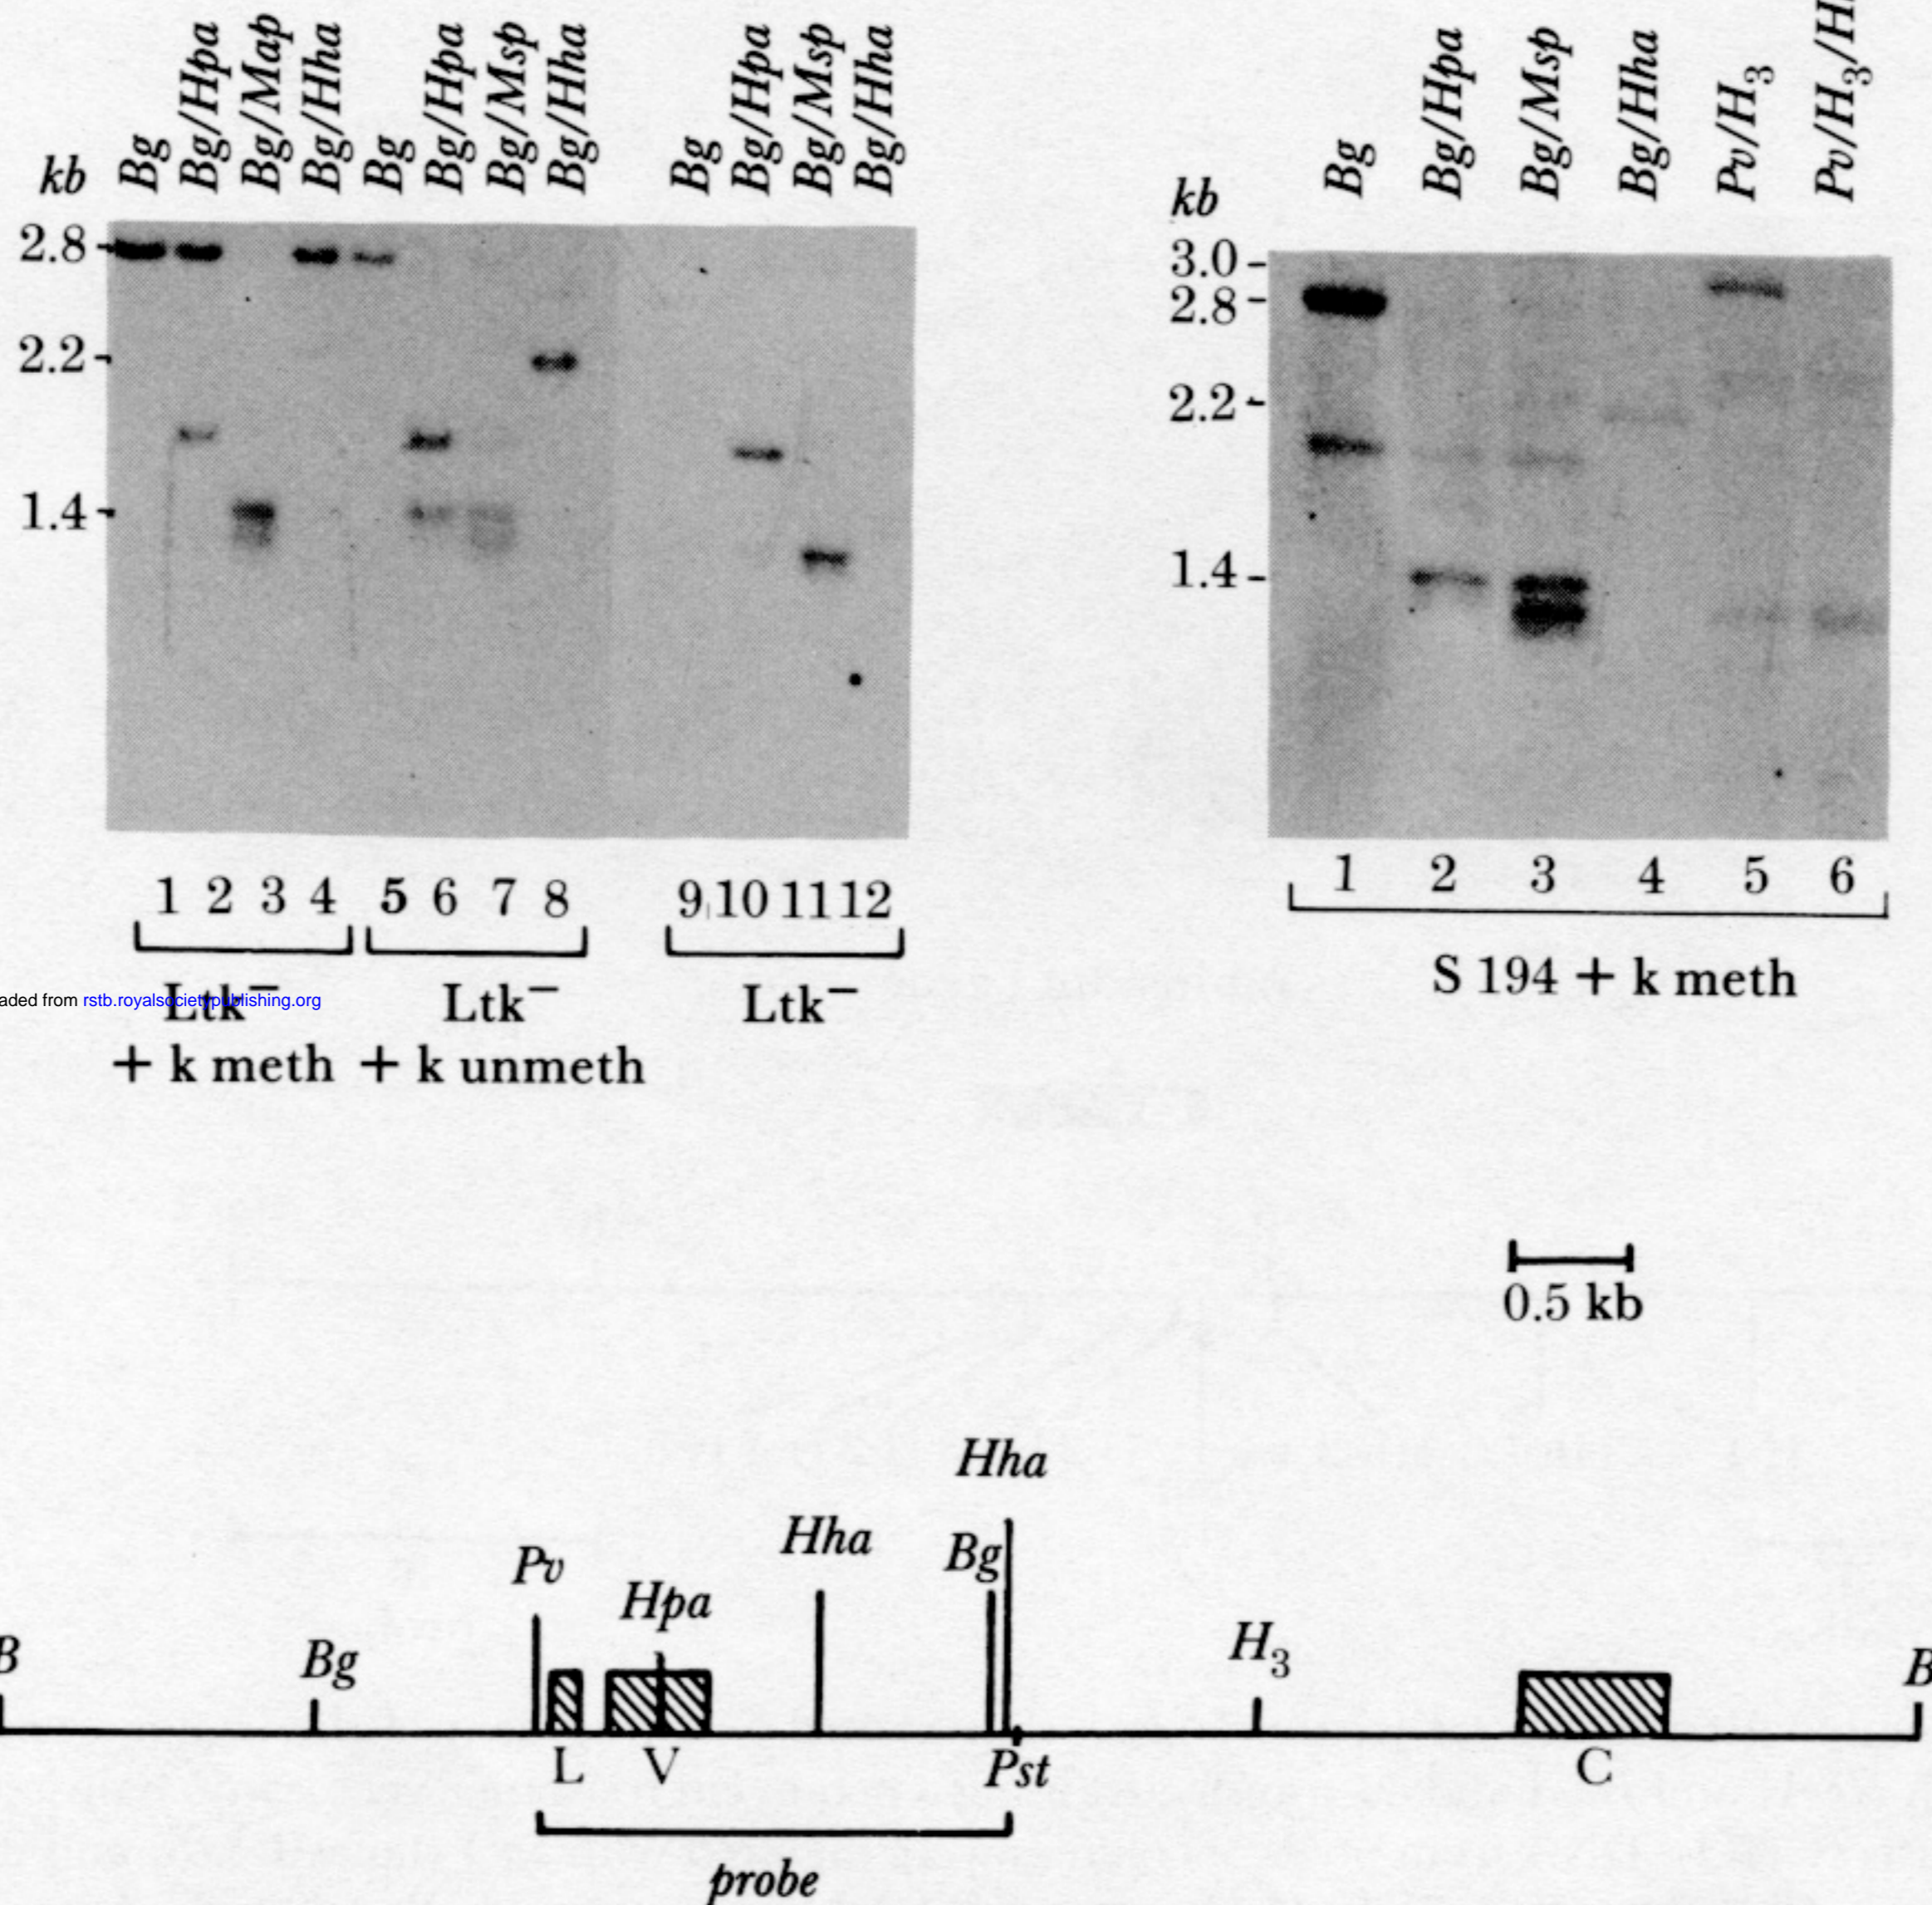 Bg Bg/Hpa Bg/Map Bg/Hha Bg Bg/Hpa Bg/Msp Bg/Hha Bg Bg/Hpa Bg/Msp Bg/Hha
kb
2.8
2.2
1.4
1 2 3 4 5 6 7 8 9 10 11 12
Ltk⁻ Ltk⁻ Ltk⁻
+ k meth + k unmeth
aded from rstb.royalsocietypublishing.org
Bg Bg/Hpa Bg/Msp Bg/Hha Pv/H₃ Pv/H₃/H
kb
3.0
2.8
2.2
1.4
1 2 3 4 5 6
S 194 + k meth
0.5 kb
Hha
Hha Bg
Pv Hpa
B Bg H₃ B
L V Pst C
probe